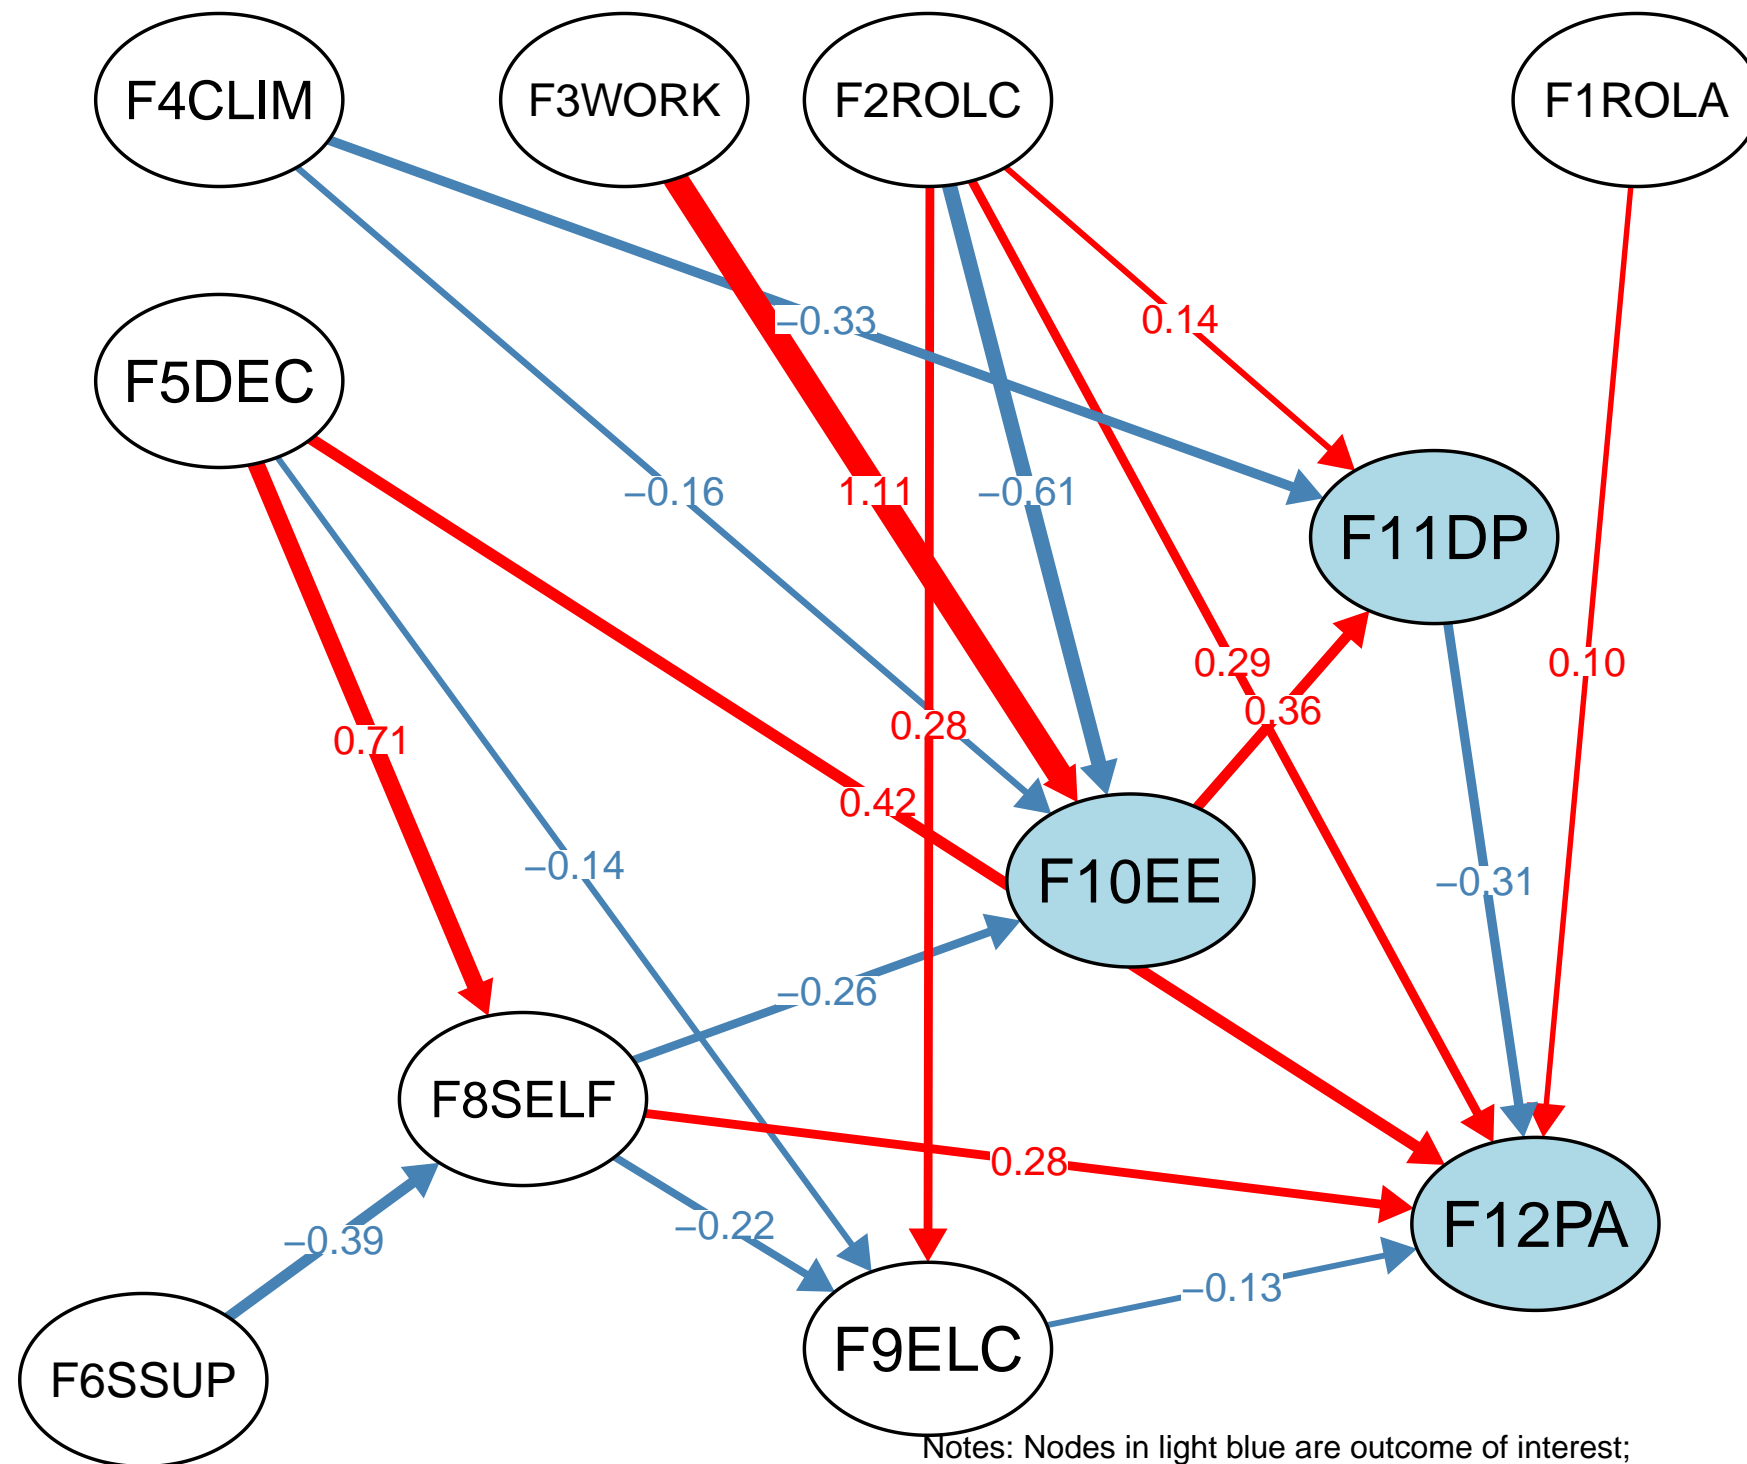 F4CLIM
F3WORK
F2ROLC
F1ROLA
−0.33
0.14
F5DEC
−0.16
1.11
−0.61
F11DP
0.29
0.10
0.36
0.28
0.71
0.42
−0.14
F10EE
−0.31
−0.26
F8SELF
0.28
−0.22
F12PA
−0.39
−0.13
F9ELC
F6SSUP
Notes: Nodes in light blue are outcome of interest;